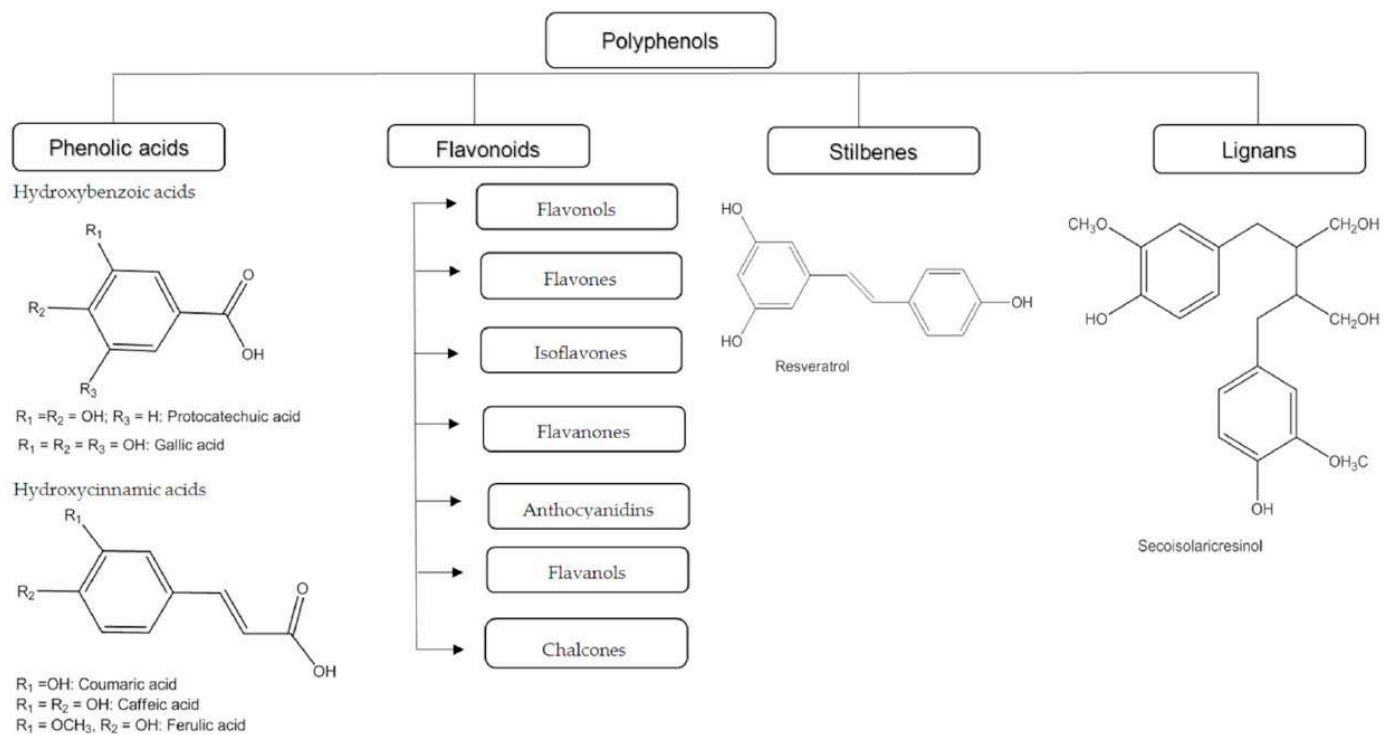 Polyphenols
Phenolic acids
Flavonoids
Stilbenes
Lignans
Hydroxybenzoic acids
R1
R2
R3
O
OH
R1 =R2 = OH; R3 = H: Protocatechuic acid
R1 = R2 = R3 = OH: Gallic acid
Hydroxycinnamic acids
R1
R2
O
OH
R1 =OH: Coumaric acid
R1 = R2 = OH: Caffeic acid
R1 = OCH3, R2 = OH: Ferulic acid
Flavonols
Flavones
Isoflavones
Flavanones
Anthocyanidins
Flavanols
Chalcones
HO
HO
OH
Resveratrol
CH3O
HO
CH2OH
CH2OH
OH3C
OH
Secoisolaricresinol